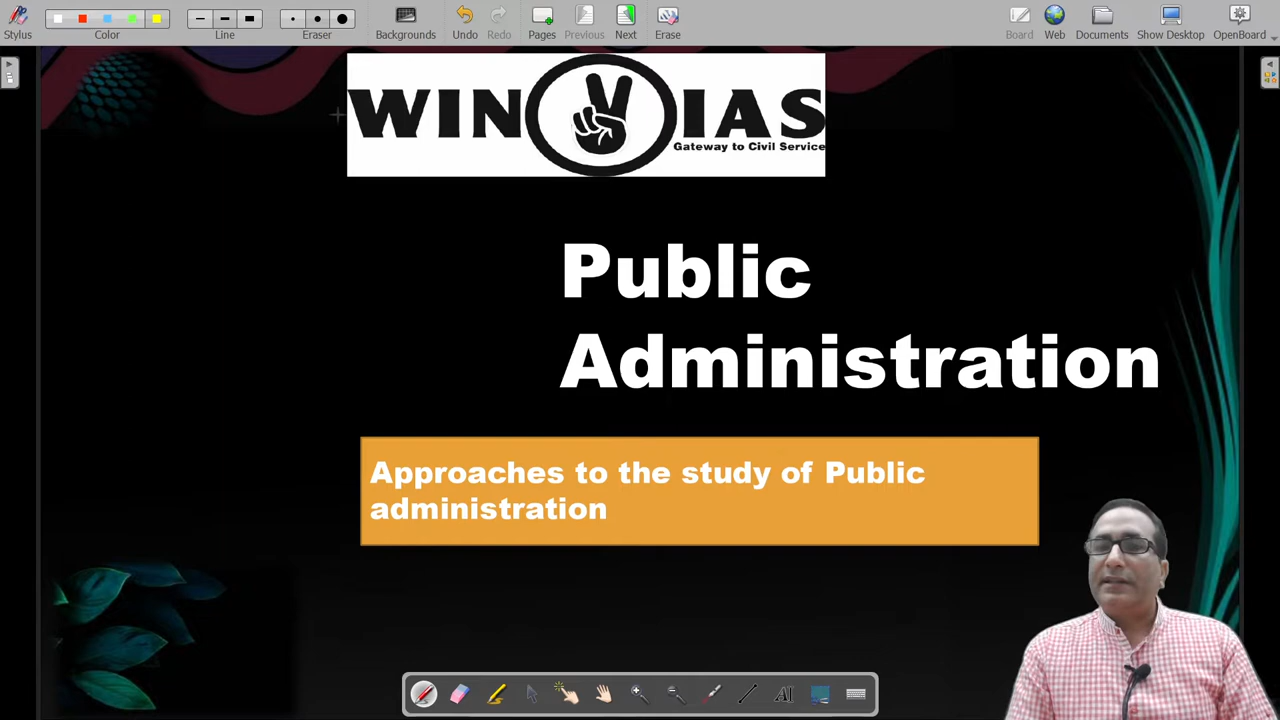 Stylus
Color
Line
Eraser
Backgrounds
Undo
Redo
Pages
Previous
Next
Erase
Board
Web
Documents
Show Desktop
OpenBoard
WIN IAS
Gateway to Civil Service
Public
Administration
Approaches to the study of Public
administration
AI